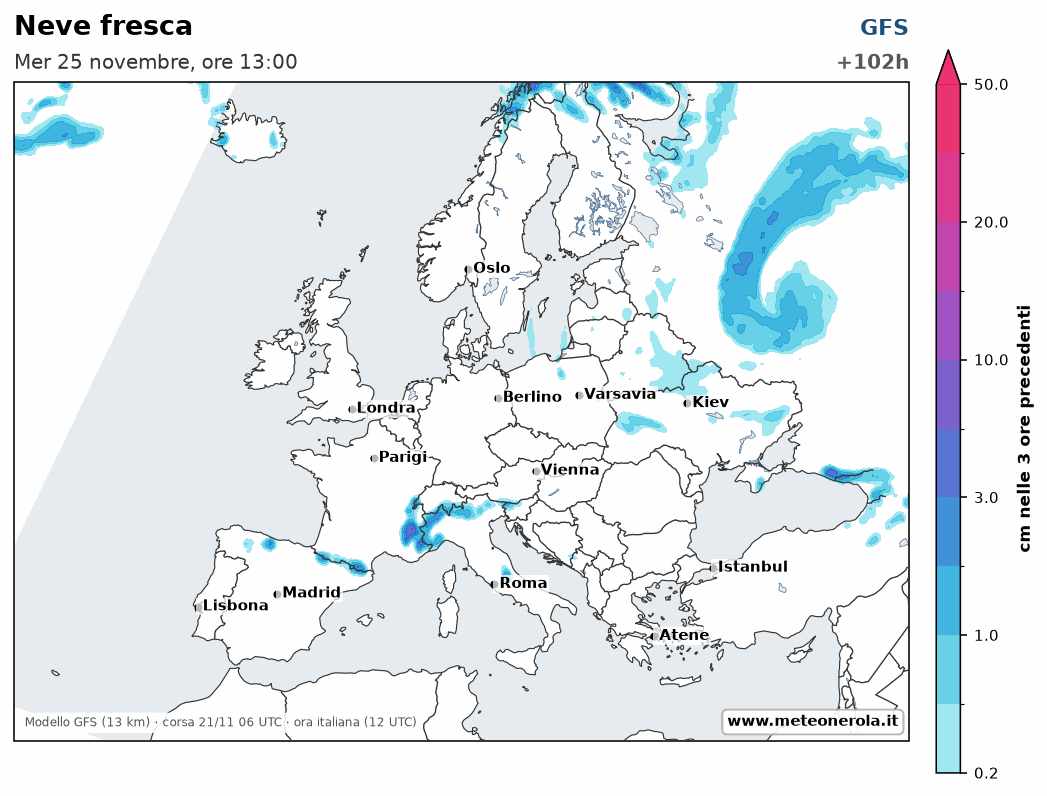 Neve fresca
GFS
Mer 25 novembre, ore 13:00
+102h
50.0
20.0
10.0
3.0
1.0
0.2
cm nelle 3 ore precedenti
Oslo
Berlino
Varsavia
Kiev
Londra
Parigi
Vienna
Istanbul
Roma
Madrid
Lisbona
Atene
Modello GFS (13 km) · corsa 21/11 06 UTC · ora italiana (12 UTC)
www.meteonerola.it